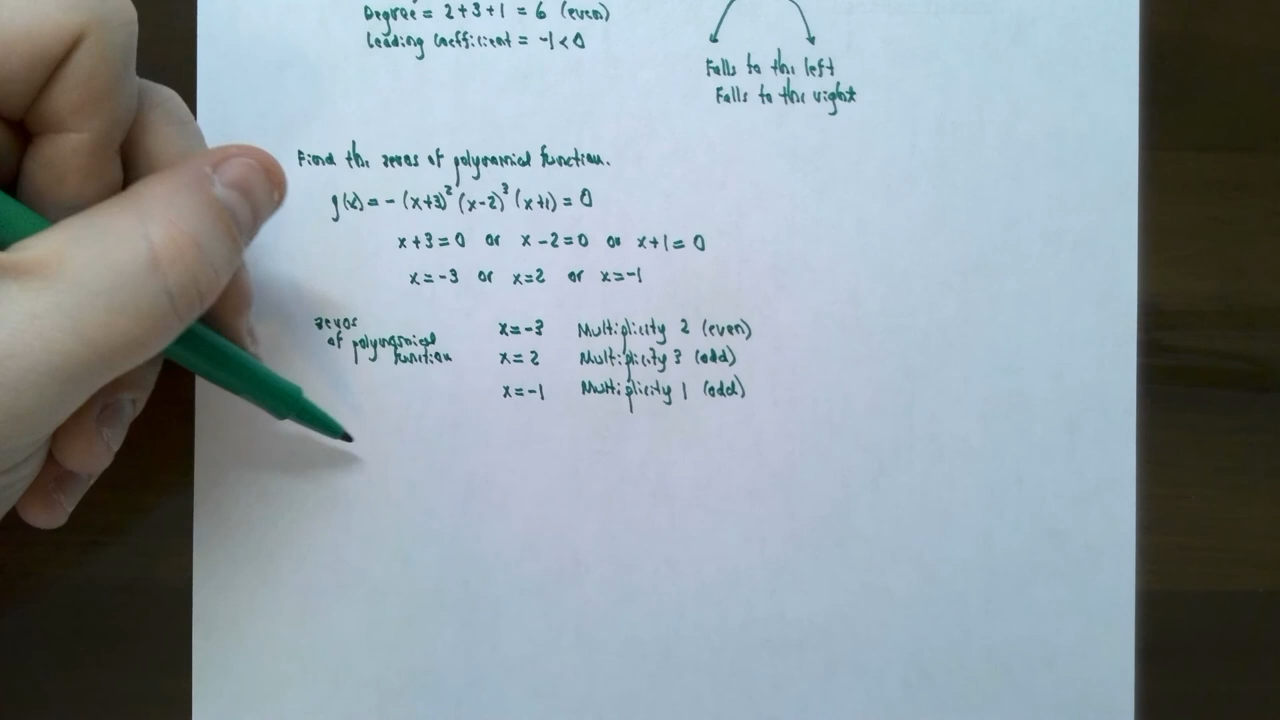 Degree = 2+3+1 = 6 (even)
Leading Coefficient = -1 < 0
Falls to the left
Falls to the right
Find the zeros of polynomial function.
g(x) = -(x+3)² (x-2)³ (x+1) = 0
x+3=0 or x-2=0 or x+1=0
x=-3 or x=2 or x=-1
zeros
of polynomial
function
x=-3 Multiplicity 2 (even)
x=2 Multiplicity 3 (odd)
x=-1 Multiplicity 1 (odd)